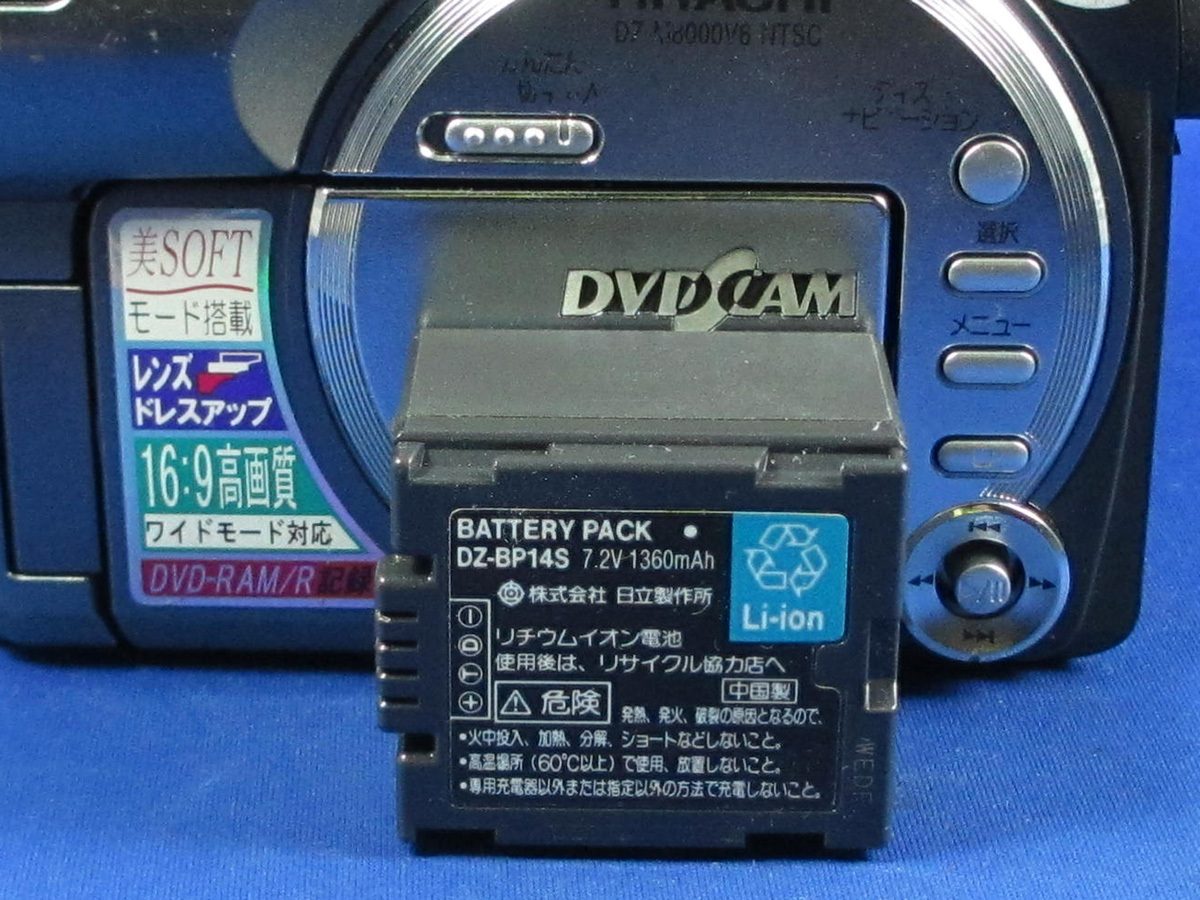 HITACHI
NTSC
ディス
ナビゲーション
選択
メニュー
DVDCAM
美SOFT
モード搭載
レンズ
ドレスアップ
16:9高画質
ワイドモード対応
DVD-RAM/R記録
BATTERY PACK
DZ-BP14S 7.2V 1360mAh
株式会社 日立製作所
Li-ion
リチウムイオン電池
使用後は、リサイクル協力店へ
中国製
⚠危険 発熱、発火、破裂の原因となるので、
•火中投入、加熱、分解、ショートなどしないこと。
•高温場所(60℃以上)で使用、放置しないこと。
•専用充電器以外または指定以外の方法で充電しないこと。